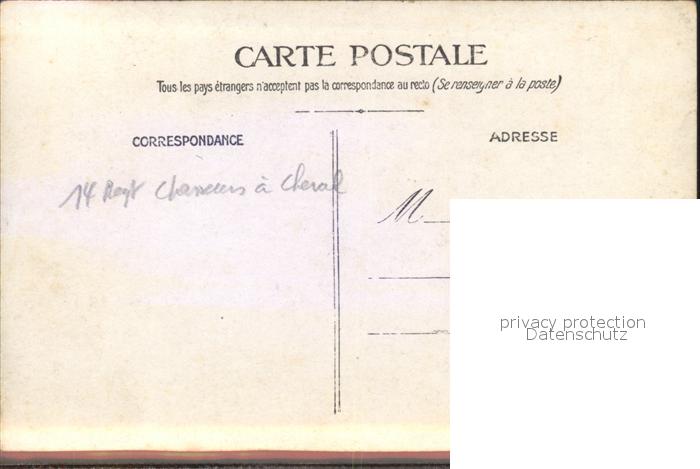 CARTE POSTALE
Tous les pays étrangers n'acceptent pas la correspondance au recto (Se renseigner à la poste)
CORRESPONDANCE
ADRESSE
14 Regt Chasseurs à Cheval
M
privacy protection
Datenschutz